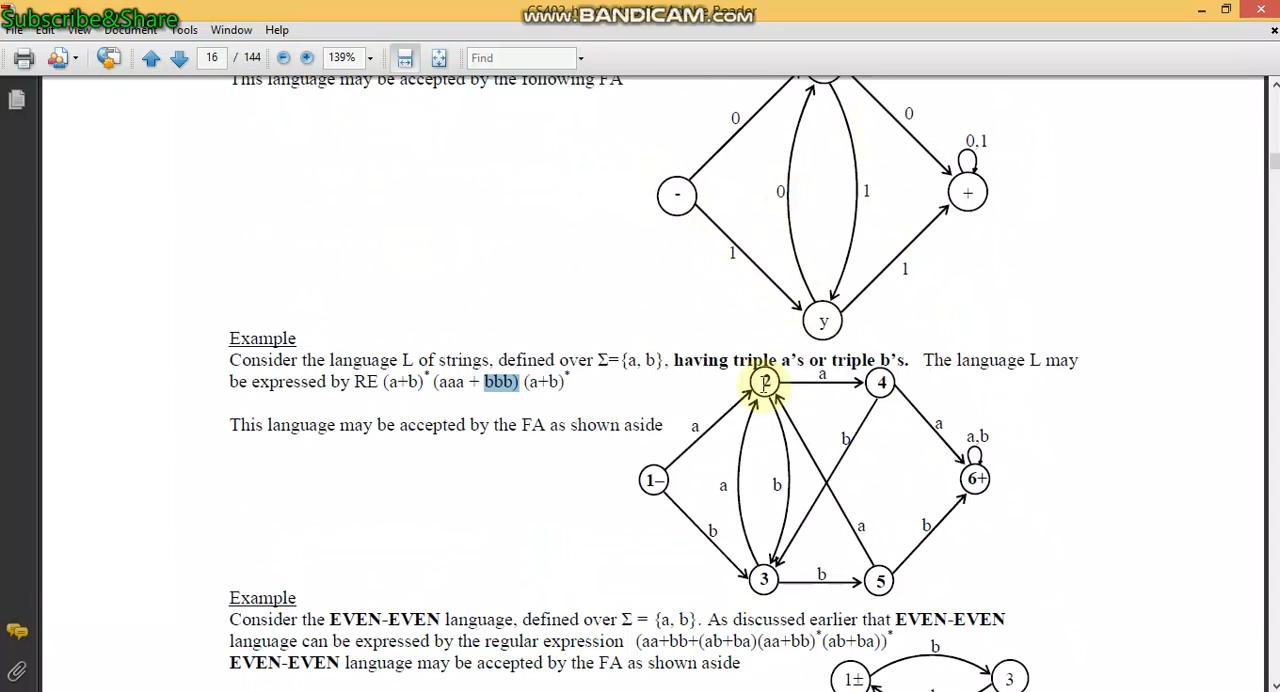 Subscribe&Share
www.BANDICAM.com
Reader
File Edit View Document Tools Window Help
16 / 144 139% Find
This language may be accepted by the following FA
0
0
0,1
-
0
1
+
1
1
y
Example
Consider the language L of strings, defined over Σ={a, b}, having triple a's or triple b's. The language L may
be expressed by RE (a+b)* (aaa + bbb) (a+b)*
2
a
4
This language may be accepted by the FA as shown aside
a
b
a
a,b
1–
a
b
6+
b
a
b
3
b
5
Example
Consider the EVEN-EVEN language, defined over Σ = {a, b}. As discussed earlier that EVEN-EVEN
language can be expressed by the regular expression (aa+bb+(ab+ba)(aa+bb)*(ab+ba))*
EVEN-EVEN language may be accepted by the FA as shown aside
b
1±
3